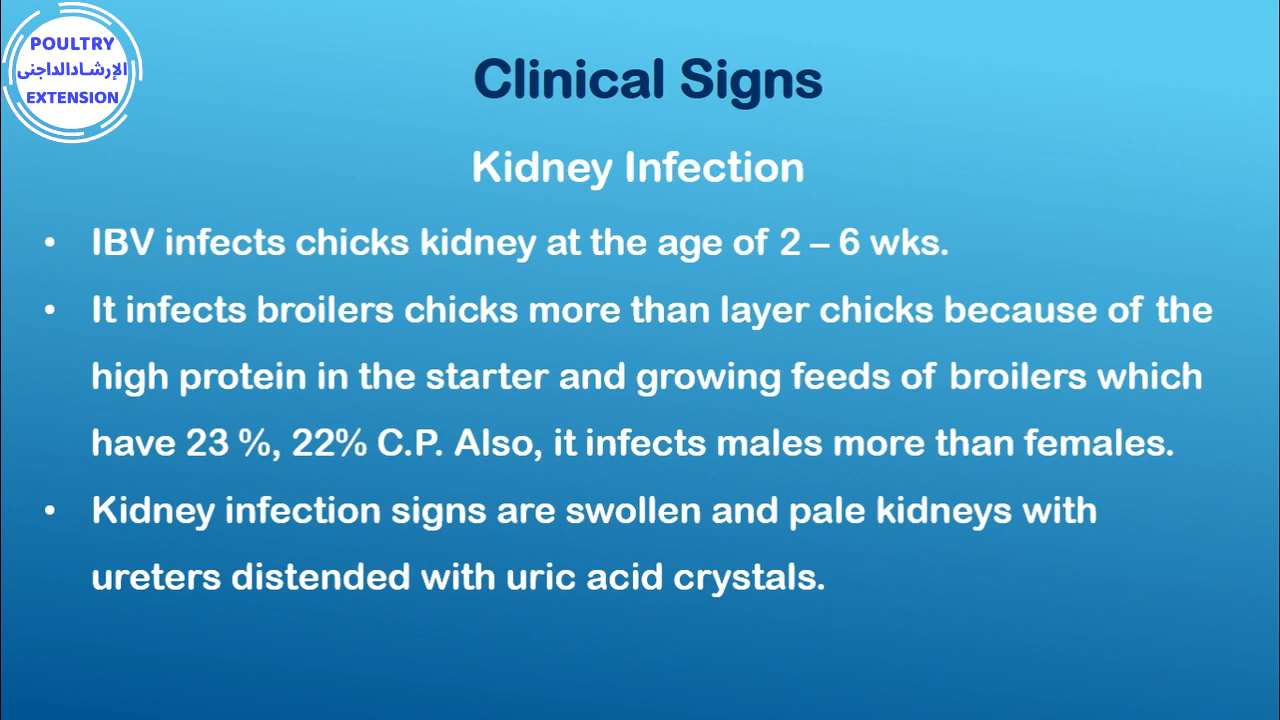 POULTRY
الإرشادالداجنى
EXTENSION
Clinical Signs
Kidney Infection
• IBV infects chicks kidney at the age of 2 – 6 wks.
• It infects broilers chicks more than layer chicks because of the
high protein in the starter and growing feeds of broilers which
have 23 %, 22% C.P. Also, it infects males more than females.
• Kidney infection signs are swollen and pale kidneys with
ureters distended with uric acid crystals.